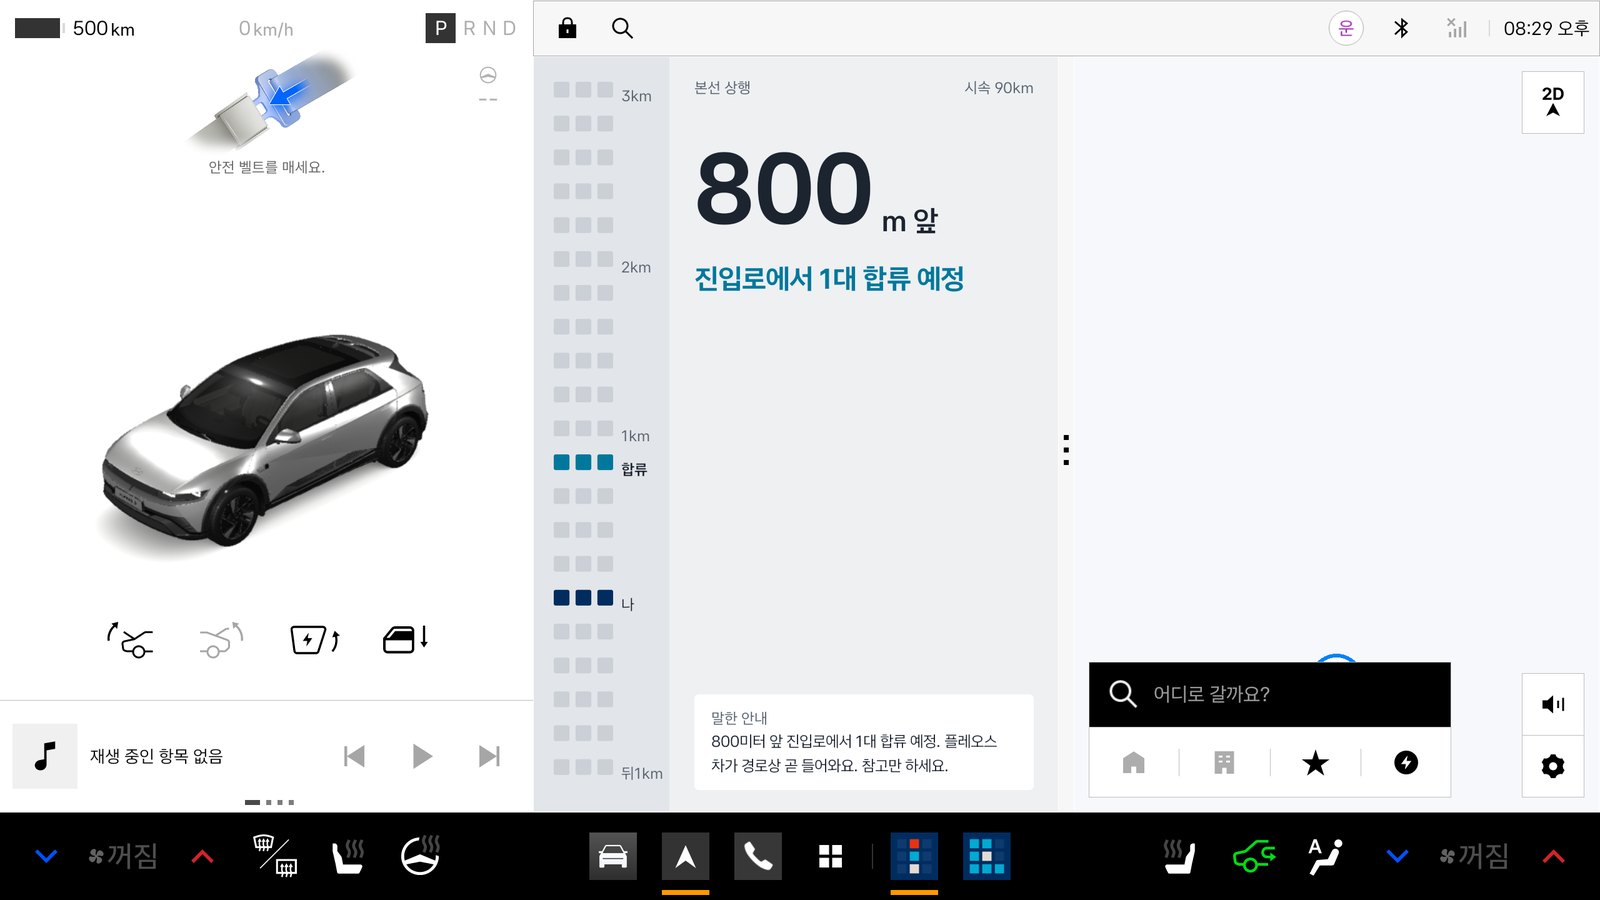 500 km
0 km/h
P R N D
--
안전 벨트를 매세요.
재생 중인 항목 없음
운
08:29 오후
3km
2km
1km
합류
나
뒤1km
본선 상행
시속 90km
800 m 앞
진입로에서 1대 합류 예정
말한 안내
800미터 앞 진입로에서 1대 합류 예정. 플레오스
차가 경로상 곧 들어와요. 참고만 하세요.
2D
어디로 갈까요?
꺼짐
A
꺼짐